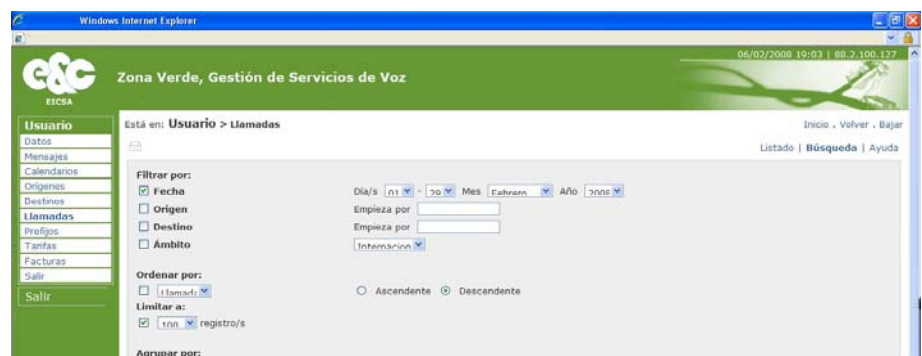 Windows Internet Explorer
06/02/2008 19:03 | 88.2.100.127
e&c
EICSA
Zona Verde, Gestión de Servicios de Voz
Usuario
Datos
Mensajes
Calendarios
Orígenes
Destinos
Llamadas
Prefijos
Tarifas
Facturas
Salir
Salir
Está en: Usuario > Llamadas
Inicio . Volver . Bajar
Listado | Búsqueda | Ayuda
Filtrar por:
Fecha Día/s 01 - 29 Mes Febrero Año 2008
Origen Empieza por
Destino Empieza por
Ámbito Internacion
Ordenar por:
Llamada Ascendente Descendente
Limitar a:
100 registro/s
Agrupar por: